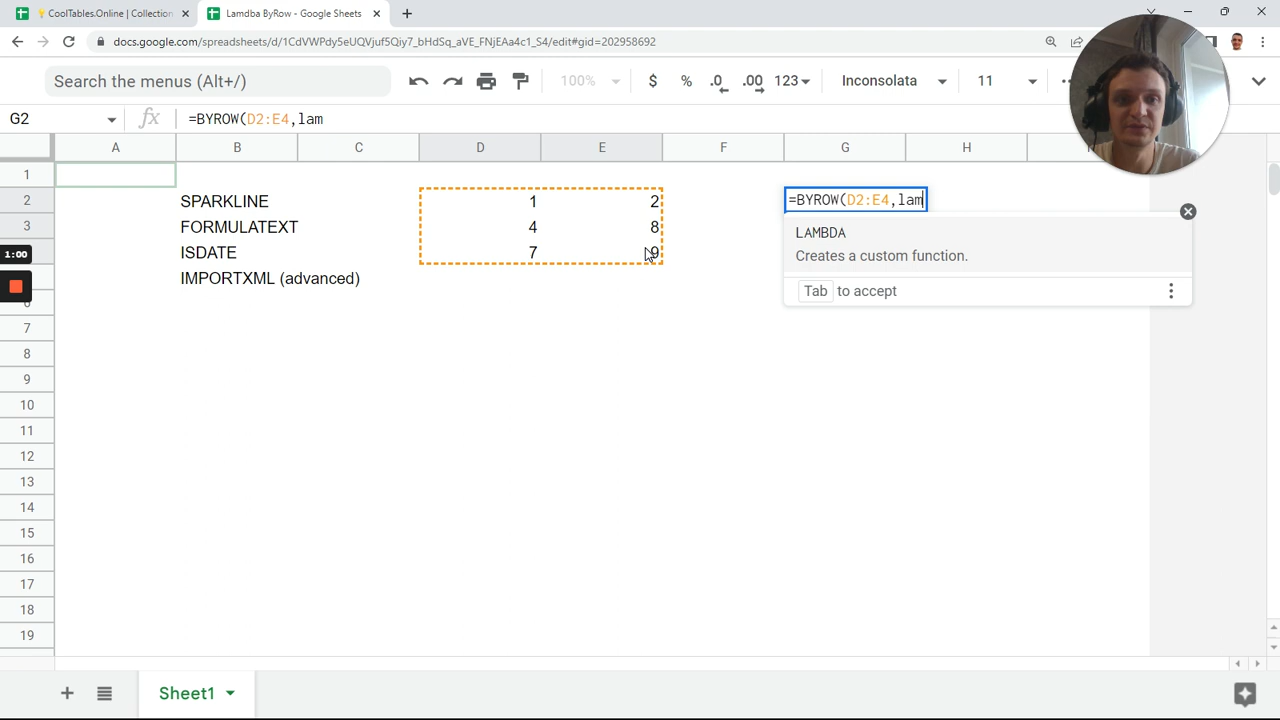 💡CoolTables.Online | Collection
Lamdba ByRow - Google Sheets
docs.google.com/spreadsheets/d/1CdVWPdy5eUQVjuf5Qiy7_bHdSq_aVE_FNjEAa4c1_S4/edit#gid=202958692
Search the menus (Alt+/)
100%
$ % .0 .00 123
Inconsolata
11
G2
fx
=BYROW(D2:E4,lam
A B C D E F G H
1
2 SPARKLINE 1 2 =BYROW(D2:E4,lam
3 FORMULATEXT 4 8
ISDATE 7 9
IMPORTXML (advanced)
1:00
LAMBDA
Creates a custom function.
Tab to accept
7
8
9
10
11
12
13
14
15
16
17
18
19
Sheet1